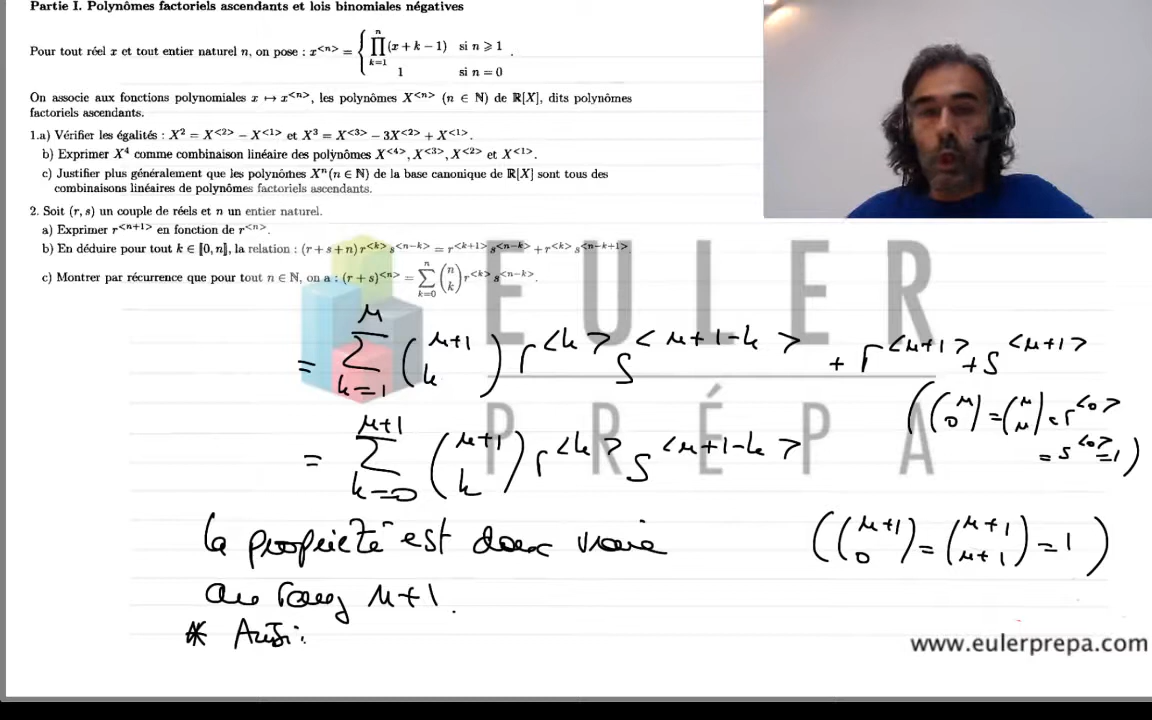 Partie I. Polynômes factoriels ascendants et lois binomiales négatives
Pour tout réel x et tout entier naturel n, on pose : x^{<n>} = { ∏_{k=1}^{n} (x + k − 1) si n ⩾ 1
1 si n = 0 .
On associe aux fonctions polynomiales x ↦ x^{<n>}, les polynômes X^{<n>} (n ∈ ℕ) de ℝ[X], dits polynômes
factoriels ascendants.
1.a) Vérifier les égalités : X² = X^{<2>} − X^{<1>} et X³ = X^{<3>} − 3X^{<2>} + X^{<1>}.
b) Exprimer X⁴ comme combinaison linéaire des polynômes X^{<4>}, X^{<3>}, X^{<2>} et X^{<1>}.
c) Justifier plus généralement que les polynômes Xⁿ(n ∈ ℕ) de la base canonique de ℝ[X] sont tous des
combinaisons linéaires de polynômes factoriels ascendants.
2. Soit (r, s) un couple de réels et n un entier naturel.
a) Exprimer r^{<n+1>} en fonction de r^{<n>}.
b) En déduire pour tout k ∈ ⟦0, n⟧, la relation : (r + s + n) r^{<k>} s^{<n−k>} = r^{<k+1>} s^{<n−k>} + r^{<k>} s^{<n−k+1>}.
c) Montrer par récurrence que pour tout n ∈ ℕ, on a : (r + s)^{<n>} = ∑_{k=0}^{n} (n k) r^{<k>} s^{<n−k>}.
EULER
PRÉPA
= ∑_{k=1}^{n} (n+1 k) r^{<k>} s^{<n+1−k>} + r^{<n+1>} + s^{<n+1>}
((n 0) = (n n) = r^{<0>}
= s^{<0>} = 1)
= ∑_{k=0}^{n+1} (n+1 k) r^{<k>} s^{<n+1−k>}
la propriété est donc vraie
((n+1 0) = (n+1 n+1) = 1)
au rang n+1.
* Ainsi:
www.eulerprepa.com